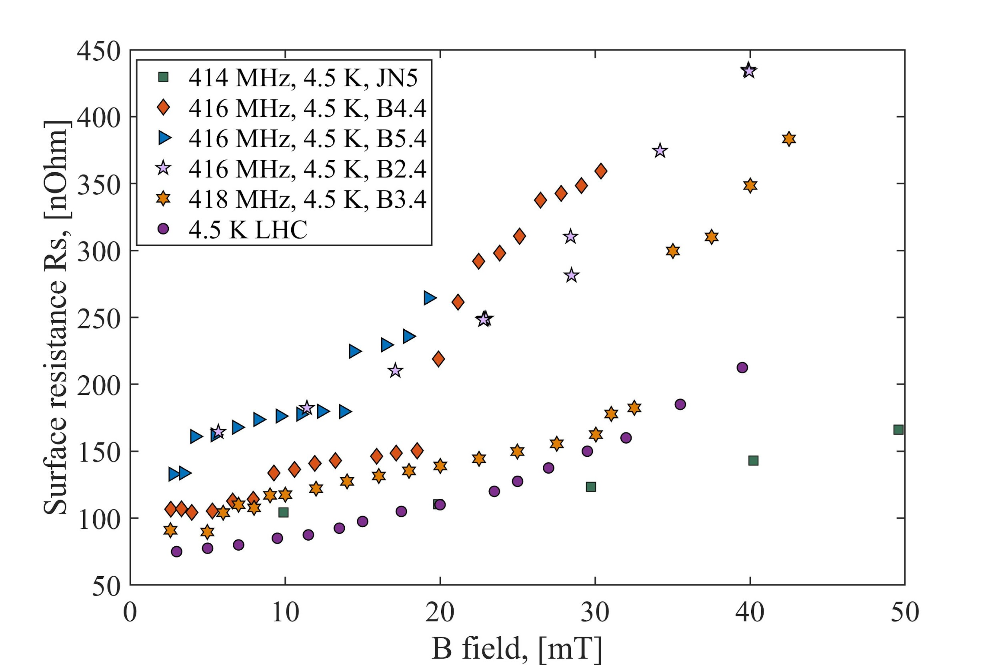 Surface resistance Rs, [nOhm]
450
400
350
300
250
200
150
100
50
414 MHz, 4.5 K, JN5
416 MHz, 4.5 K, B4.4
416 MHz, 4.5 K, B5.4
416 MHz, 4.5 K, B2.4
418 MHz, 4.5 K, B3.4
4.5 K LHC
0 10 20 30 40 50
B field, [mT]